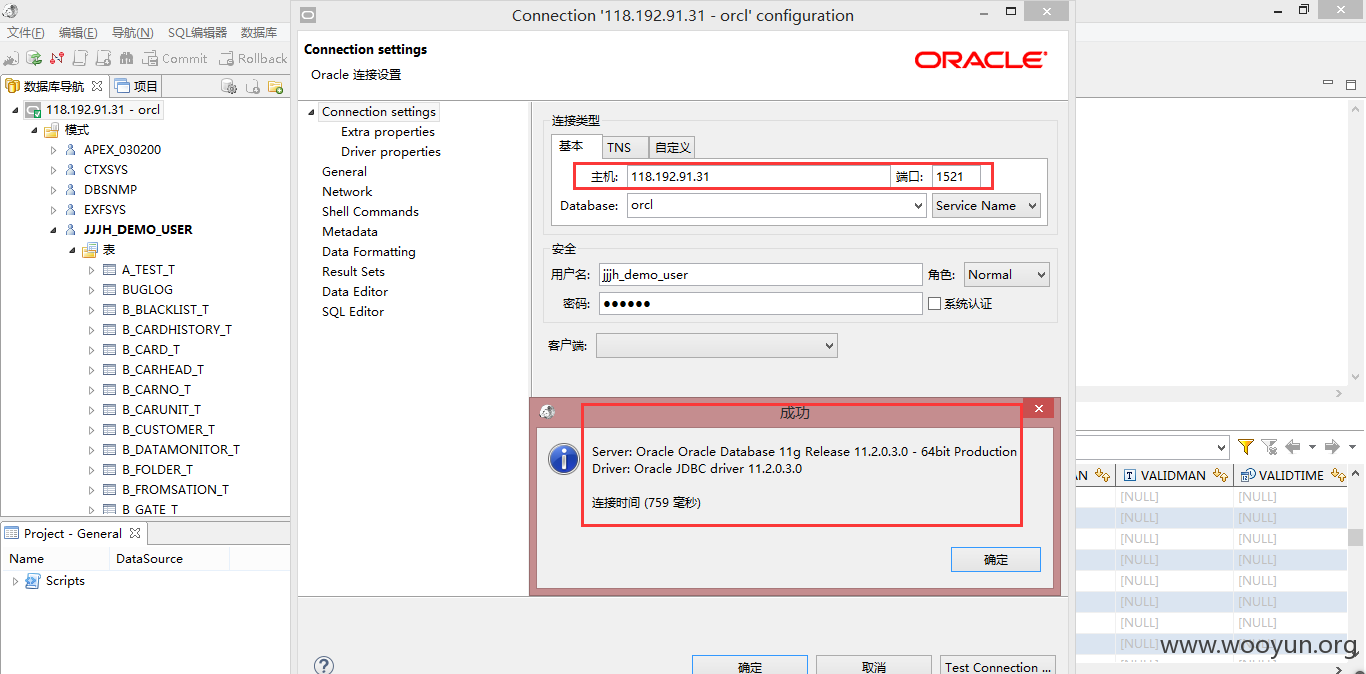 Connection '118.192.91.31 - orcl' configuration
文件(F) 编辑(E) 导航(N) SQL编辑器 数据库
Commit Rollback
数据库导航 项目
118.192.91.31 - orcl
模式
APEX_030200
CTXSYS
DBSNMP
EXFSYS
JJJH_DEMO_USER
表
A_TEST_T
BUGLOG
B_BLACKLIST_T
B_CARDHISTORY_T
B_CARD_T
B_CARHEAD_T
B_CARNO_T
B_CARUNIT_T
B_CUSTOMER_T
B_DATAMONITOR_T
B_FOLDER_T
B_FROMSATION_T
B_GATE_T
Project - General
Name DataSource
Scripts
Connection settings
Oracle 连接设置
ORACLE
Connection settings
Extra properties
Driver properties
General
Network
Shell Commands
Metadata
Data Formatting
Result Sets
Data Editor
SQL Editor
连接类型
基本 TNS 自定义
主机: 118.192.91.31 端口: 1521
Database: orcl Service Name
安全
用户名: jjjh_demo_user 角色: Normal
密码: ●●●●●● 系统认证
客户端:
成功
Server: Oracle Oracle Database 11g Release 11.2.0.3.0 - 64bit Production
Driver: Oracle JDBC driver 11.2.0.3.0
连接时间 (759 毫秒)
确定
确定 取消 Test Connection ...
AN VALIDMAN VALIDTIME
[NULL] [NULL]
[NULL] [NULL]
[NULL] [NULL]
[NULL] [NULL]
[NULL] [NULL]
[NULL] [NULL]
[NULL] [NULL]
[NULL] [NULL]
www.wooyun.org